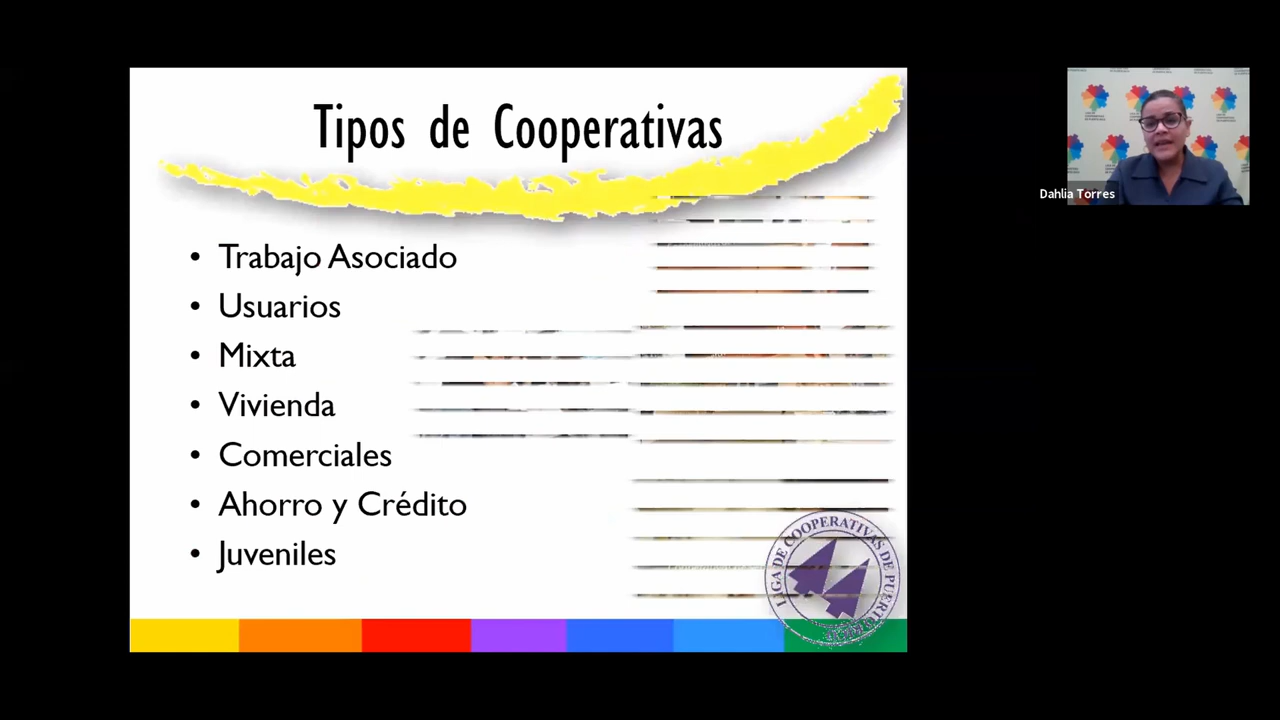 Tipos de Cooperativas
• Trabajo Asociado
• Usuarios
• Mixta
• Vivienda
• Comerciales
• Ahorro y Crédito
• Juveniles
LIGA DE COOPERATIVAS DE PUERTO RICO
Dahlia Torres